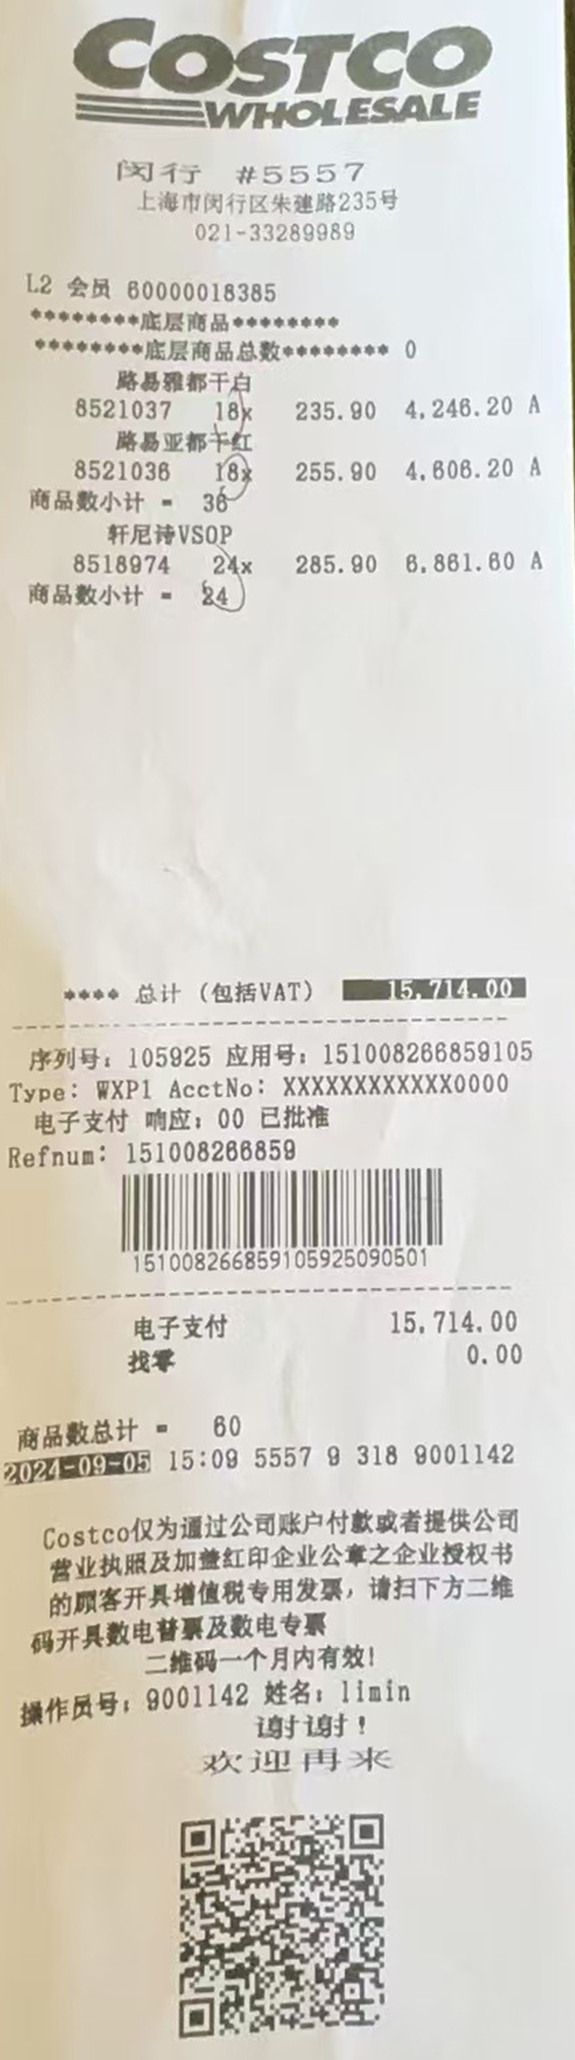 COSTCO
WHOLESALE
闵行 #5557
上海市闵行区朱建路235号
021-33289989
L2 会员 60000018385
********底层商品********
********底层商品总数******** 0
路易雅都干白
8521037 18x 235.90 4,246.20 A
路易亚都干红
8521036 18x 255.90 4,606.20 A
商品数小计 = 36
轩尼诗VSOP
8518974 24x 285.90 6,861.60 A
商品数小计 = 24
**** 总计 (包括VAT) 15,714.00
序列号: 105925 应用号: 151008266859105
Type: WXP1 AcctNo: XXXXXXXXXXXX0000
电子支付 响应: 00 已批准
Refnum: 151008266859
151008266859105925090501
电子支付 15,714.00
找零 0.00
商品数总计 = 60
2024-09-05 15:09 5557 9 318 9001142
Costco仅为通过公司账户付款或者提供公司
营业执照及加盖红印企业公章之企业授权书
的顾客开具增值税专用发票, 请扫下方二维
码开具数电普票及数电专票
二维码一个月内有效!
操作员号: 9001142 姓名: limin
谢谢!
欢迎再来